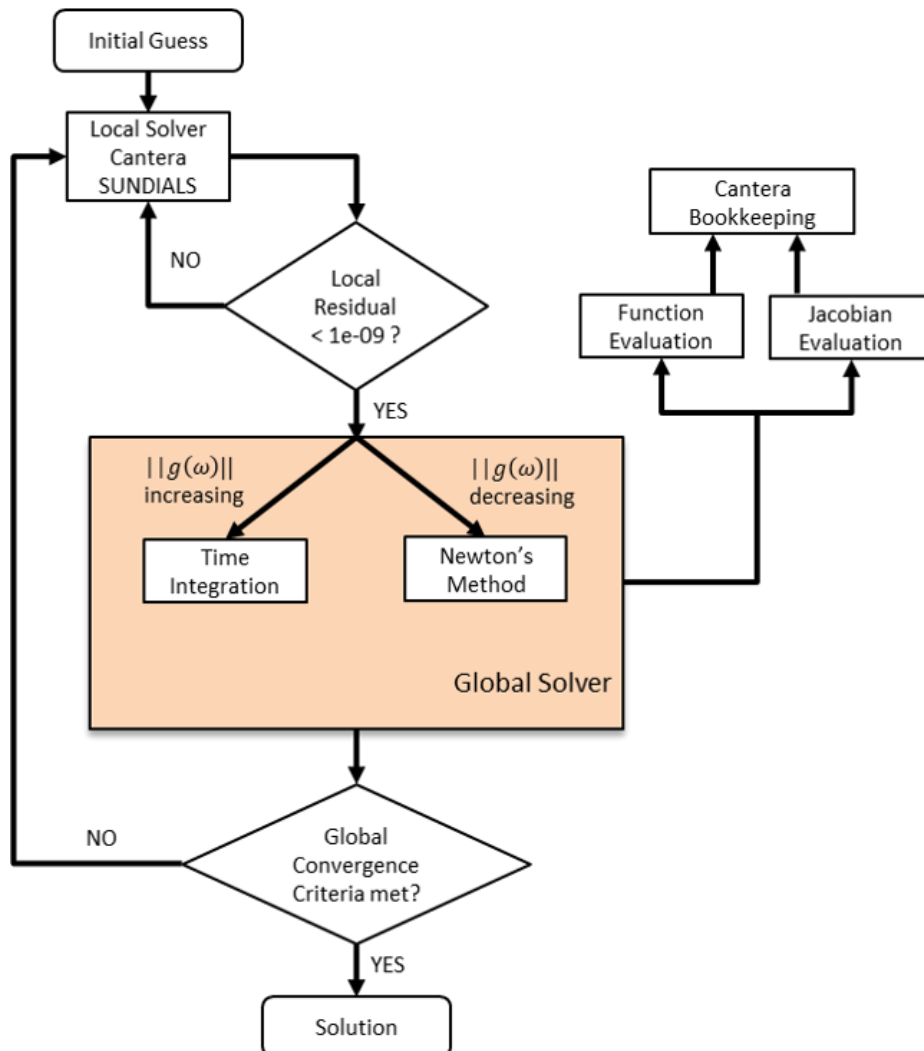 Initial Guess
Local Solver
Cantera
SUNDIALS
NO
Local
Residual
< 1e-09 ?
YES
Cantera
Bookkeeping
Function
Evaluation
Jacobian
Evaluation
||g(ω)||
increasing
||g(ω)||
decreasing
Time
Integration
Newton’s
Method
Global Solver
NO
Global
Convergence
Criteria met?
YES
Solution